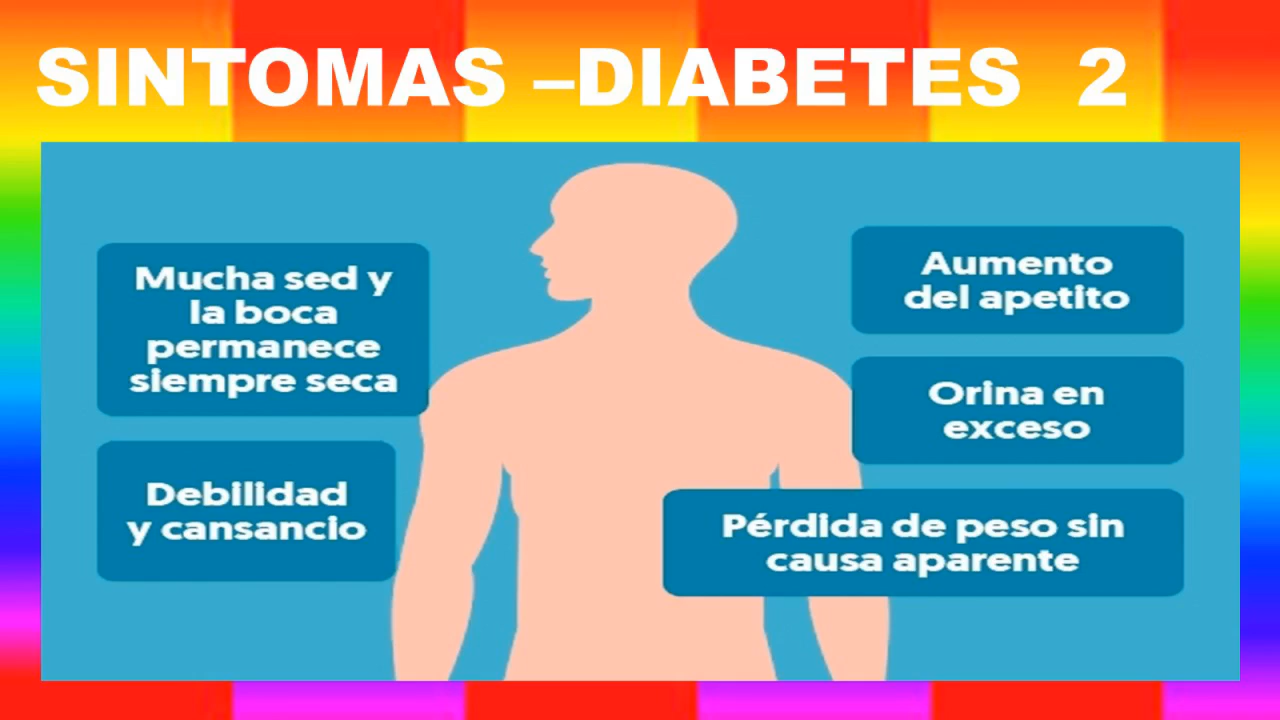 SINTOMAS –DIABETES 2
Mucha sed y
la boca
permanece
siempre seca
Debilidad
y cansancio
Aumento
del apetito
Orina en
exceso
Pérdida de peso sin
causa aparente